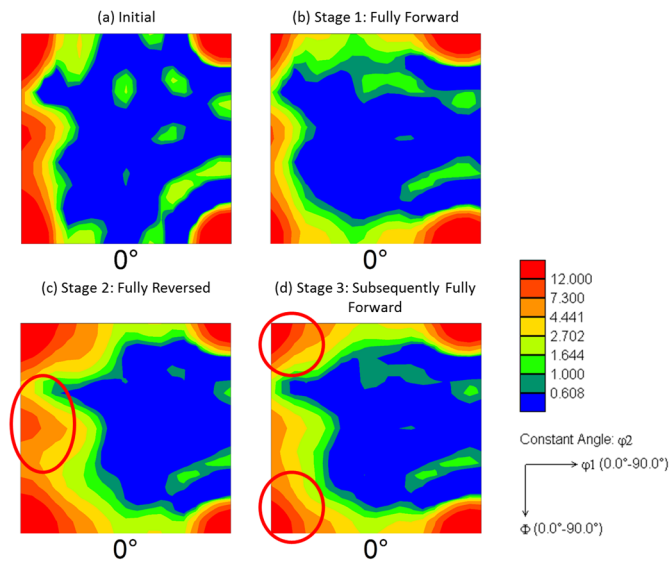 (a) Initial
(b) Stage 1: Fully Forward
0°
0°
(c) Stage 2: Fully Reversed
(d) Stage 3: Subsequently Fully
Forward
0°
0°
12.000
7.300
4.441
2.702
1.644
1.000
0.608
Constant Angle: φ2
φ1 (0.0°-90.0°)
Φ (0.0°-90.0°)